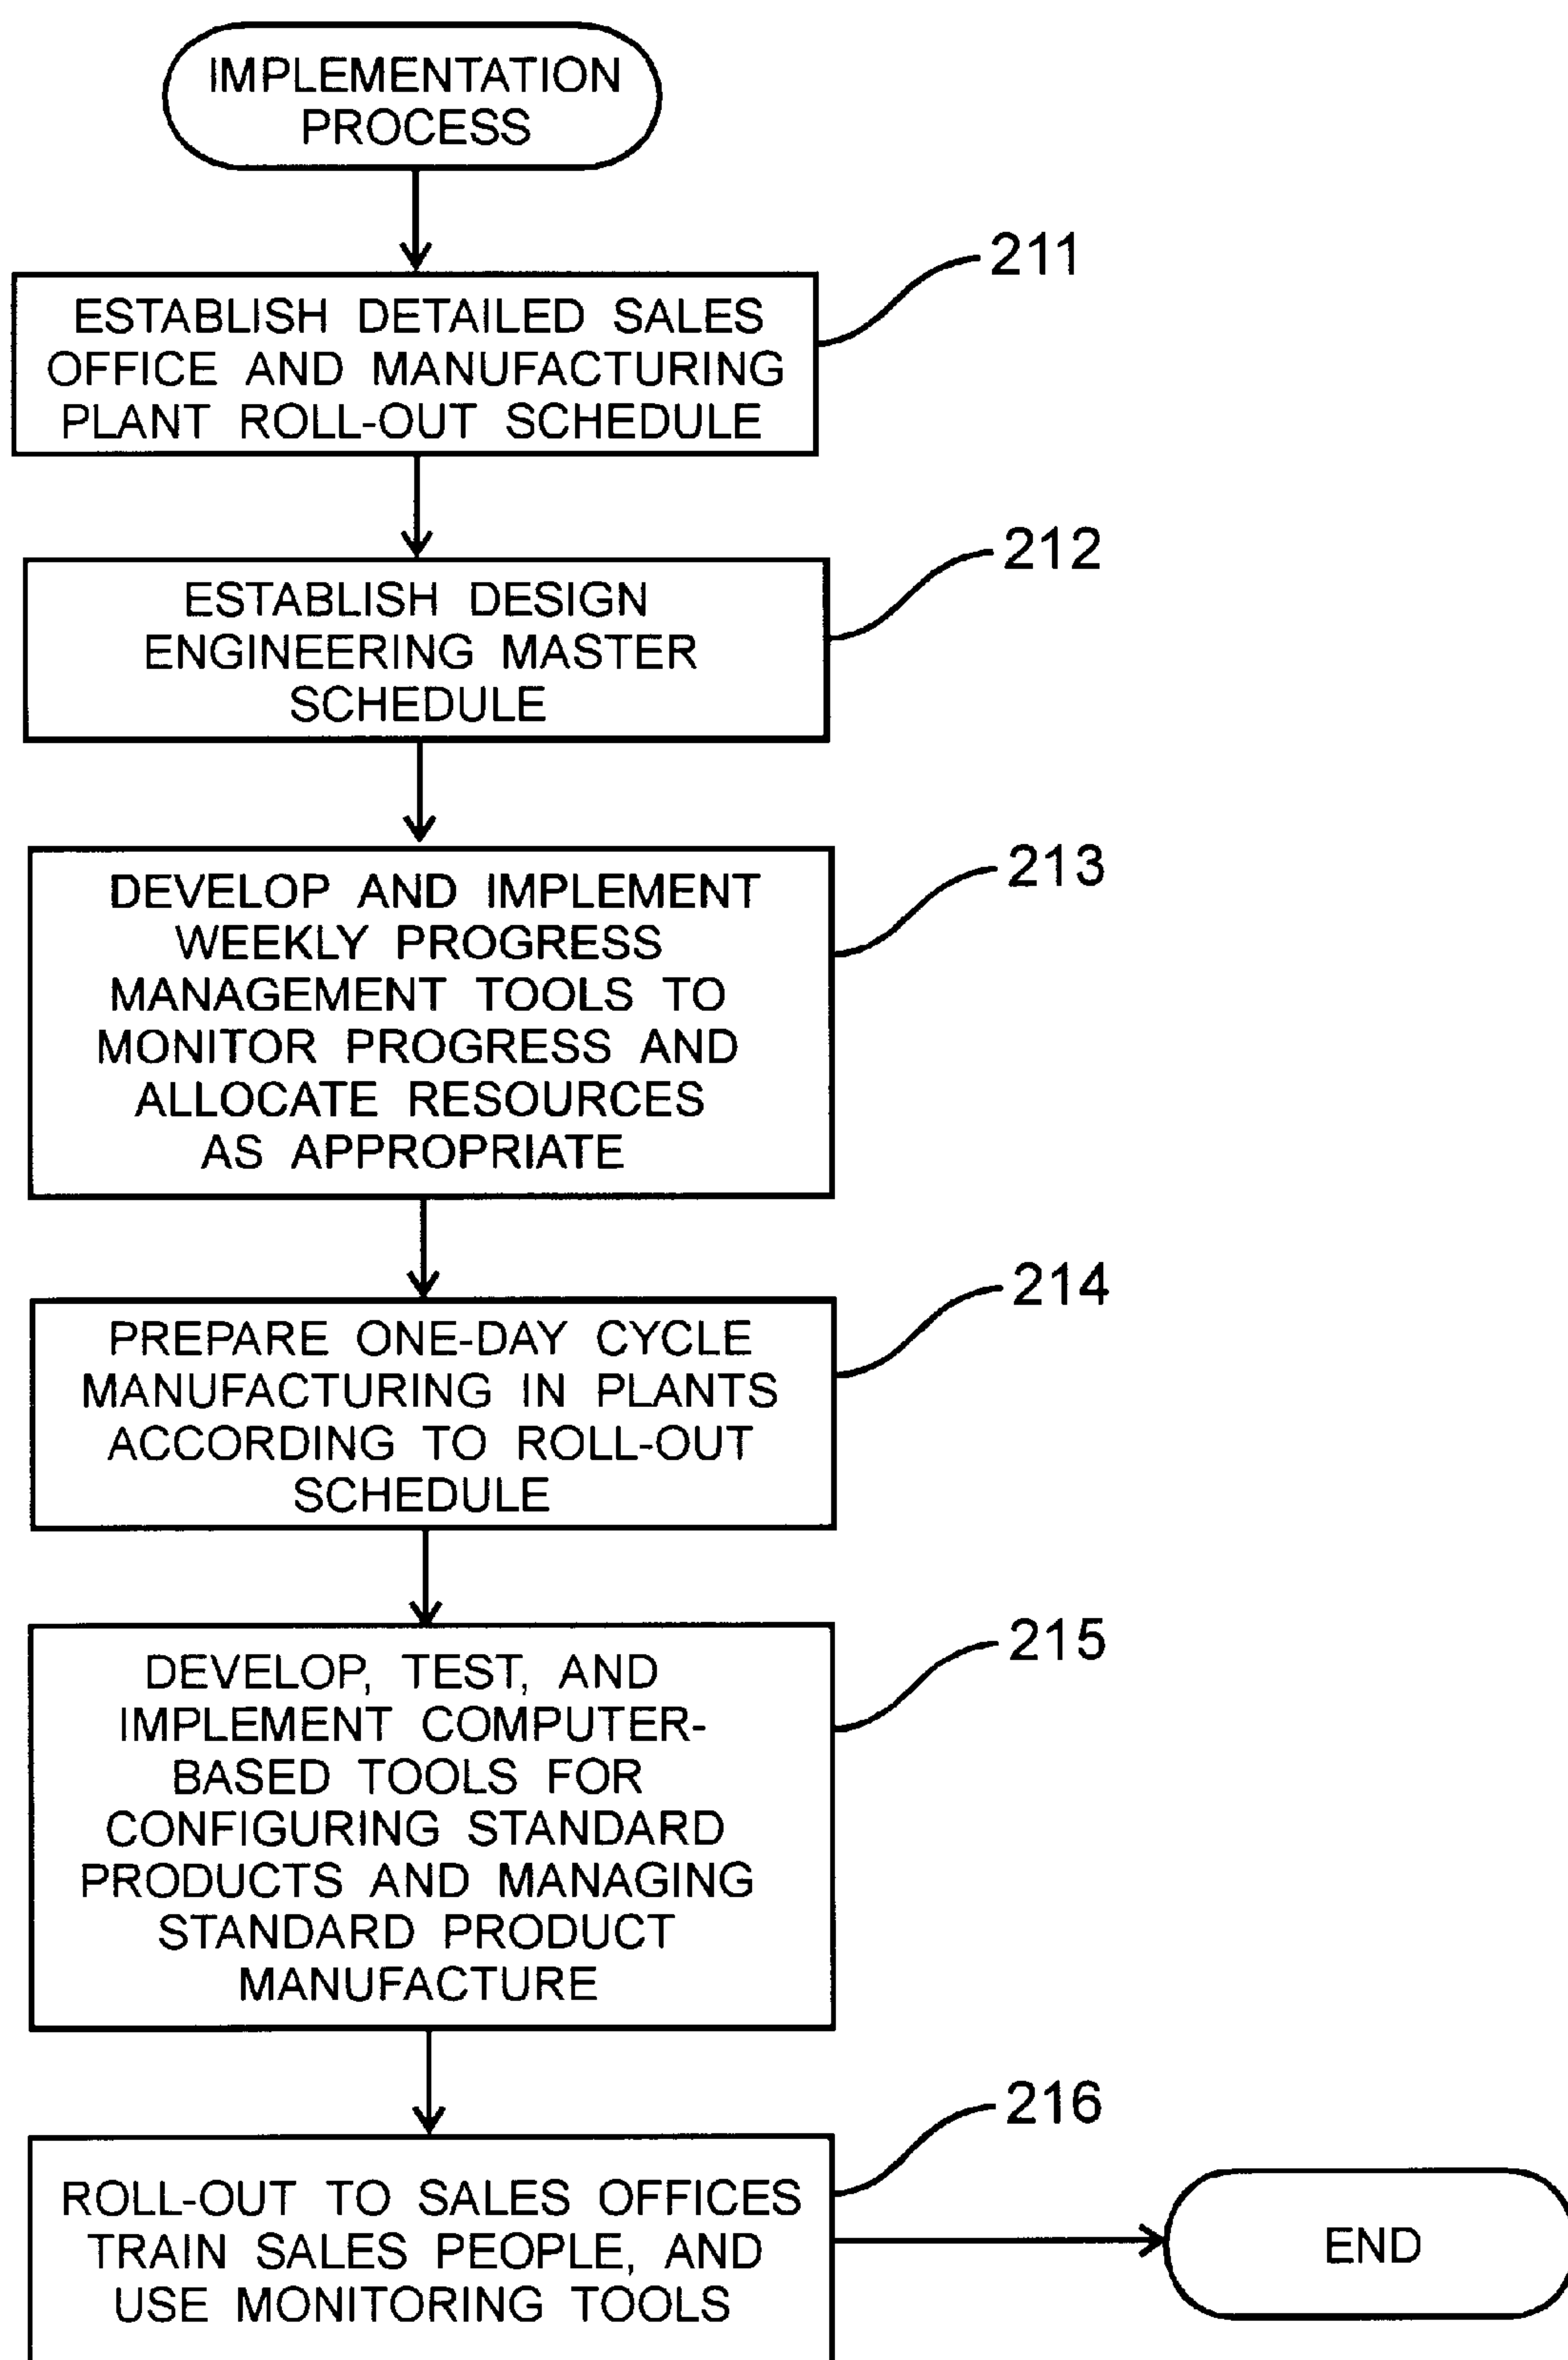 IMPLEMENTATION
PROCESS
211
ESTABLISH DETAILED SALES
OFFICE AND MANUFACTURING
PLANT ROLL-OUT SCHEDULE
212
ESTABLISH DESIGN
ENGINEERING MASTER
SCHEDULE
213
DEVELOP AND IMPLEMENT
WEEKLY PROGRESS
MANAGEMENT TOOLS TO
MONITOR PROGRESS AND
ALLOCATE RESOURCES
AS APPROPRIATE
214
PREPARE ONE-DAY CYCLE
MANUFACTURING IN PLANTS
ACCORDING TO ROLL-OUT
SCHEDULE
215
DEVELOP, TEST, AND
IMPLEMENT COMPUTER-
BASED TOOLS FOR
CONFIGURING STANDARD
PRODUCTS AND MANAGING
STANDARD PRODUCT
MANUFACTURE
216
ROLL-OUT TO SALES OFFICES
TRAIN SALES PEOPLE, AND
USE MONITORING TOOLS
END